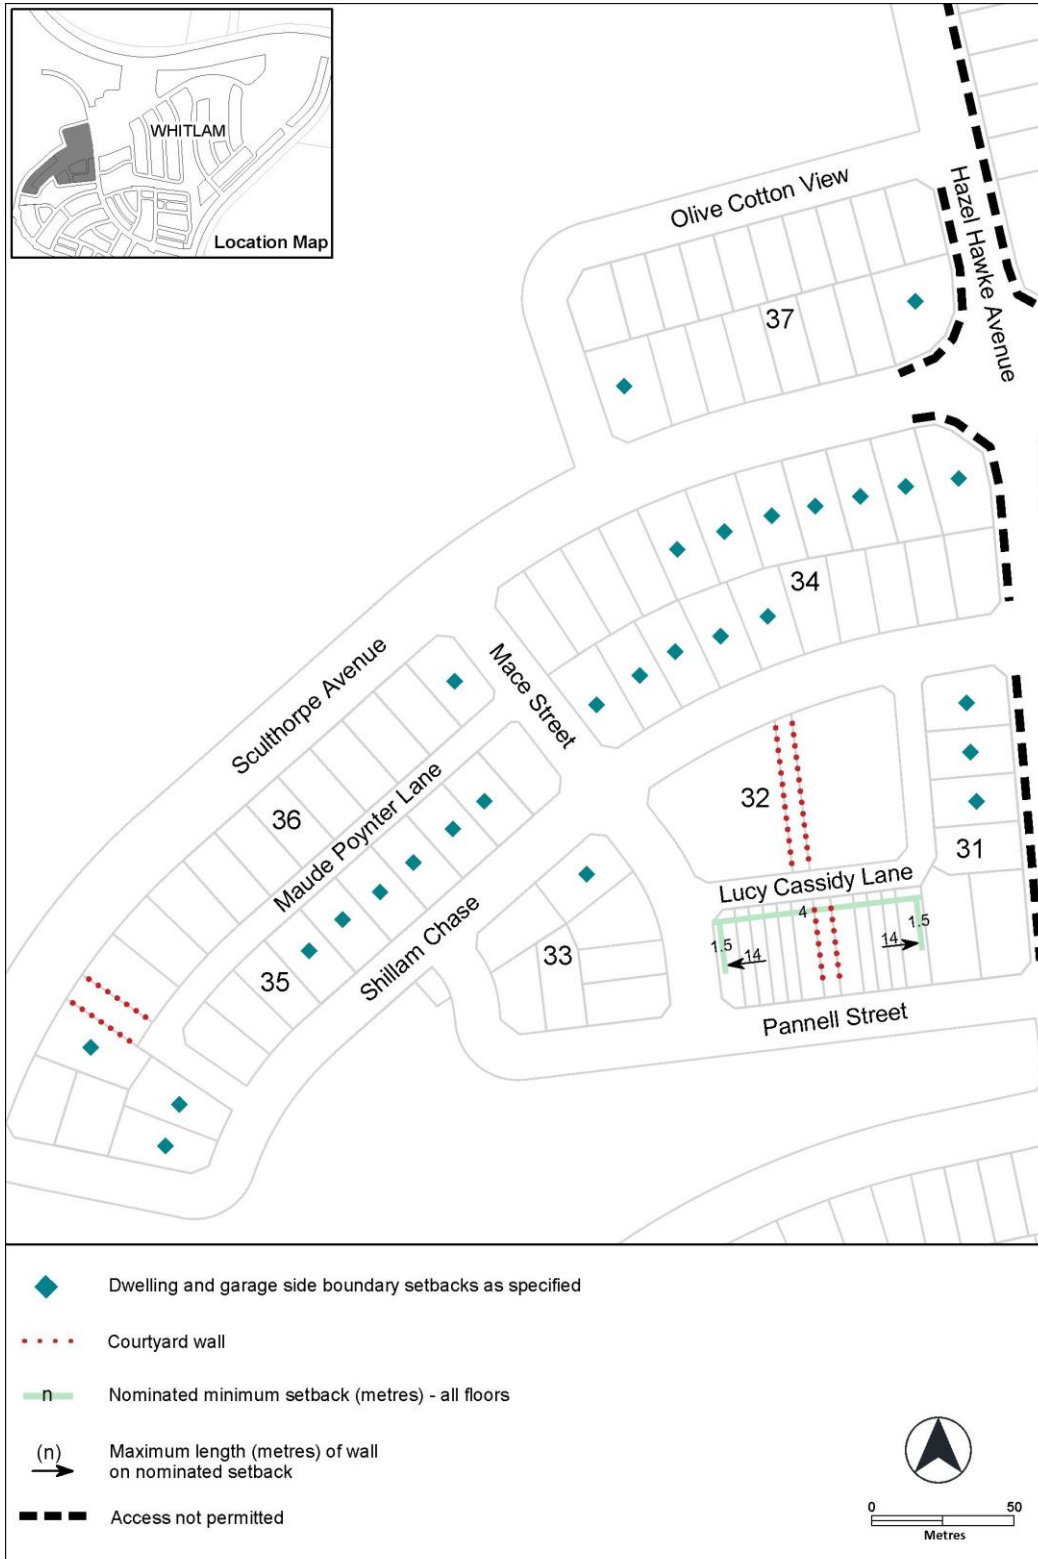 WHITLAM
Location Map
Olive Cotton View
Hazel Hawke Avenue
37
34
Mace Street
Sculthorpe Avenue
36
Maude Poynter Lane
32
31
Lucy Cassidy Lane
4
1.5
1.5
14
14
33
35
Shillam Chase
Pannell Street
Dwelling and garage side boundary setbacks as specified
Courtyard wall
n Nominated minimum setback (metres) - all floors
(n) Maximum length (metres) of wall
on nominated setback
Access not permitted
0 50
Metres